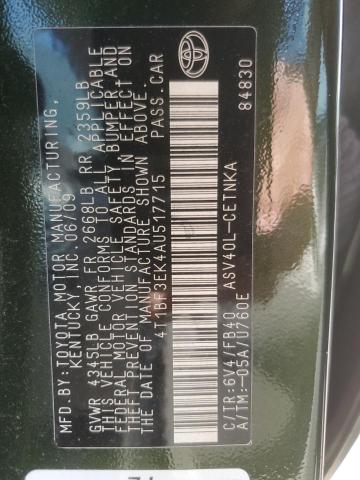 MFD.BY:TOYOTA MOTOR MANUFACTURING,
KENTUCKY, INC. 06/09
GVWR 4345LB GAWR FR 2668LB RR 2359LB
THIS VEHICLE CONFORMS TO ALL APPLICABLE
FEDERAL MOTOR VEHICLE SAFETY, BUMPER AND
THEFT PREVENTION STANDARDS IN EFFECT ON
THE DATE OF MANUFACTURE SHOWN ABOVE.
4T1BF3EK4AU517715 PASS.CAR
C/TR:6V4/FB40 ASV40L-CETNKA
A/TM:-05A/U760E
84830